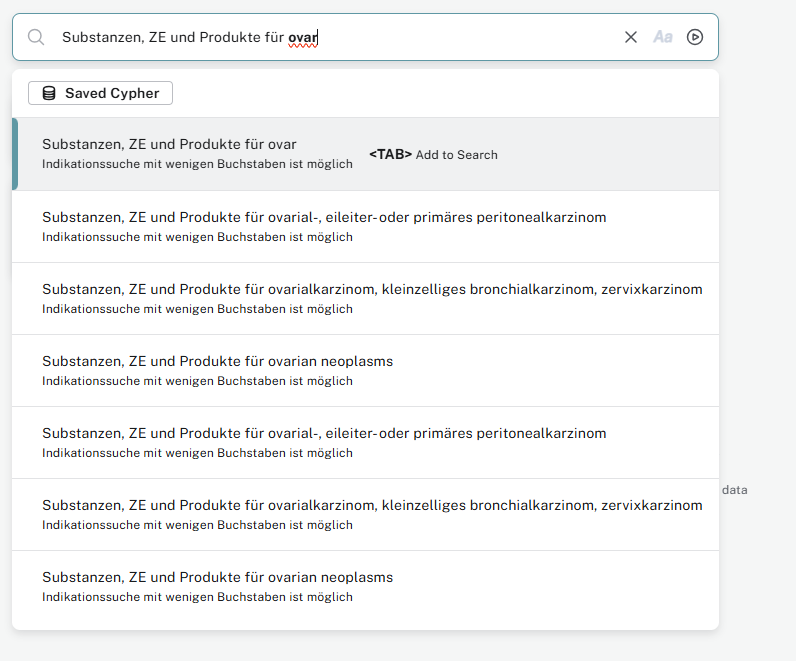 Substanzen, ZE und Produkte für ovar
Aa
Saved Cypher
Substanzen, ZE und Produkte für ovar
Indikationssuche mit wenigen Buchstaben ist möglich
<TAB> Add to Search
Substanzen, ZE und Produkte für ovarial-, eileiter-oder primäres peritonealkarzinom
Indikationssuche mit wenigen Buchstaben ist möglich
Substanzen, ZE und Produkte für ovarialkarzinom, kleinzelliges bronchialkarzinom, zervixkarzinom
Indikationssuche mit wenigen Buchstaben ist möglich
Substanzen, ZE und Produkte für ovarian neoplasms
Indikationssuche mit wenigen Buchstaben ist möglich
Substanzen, ZE und Produkte für ovarial-, eileiter-oder primäres peritonealkarzinom
Indikationssuche mit wenigen Buchstaben ist möglich
data
Substanzen, ZE und Produkte für ovarialkarzinom, kleinzelliges bronchialkarzinom, zervixkarzinom
Indikationssuche mit wenigen Buchstaben ist möglich
Substanzen, ZE und Produkte für ovarian neoplasms
Indikationssuche mit wenigen Buchstaben ist möglich